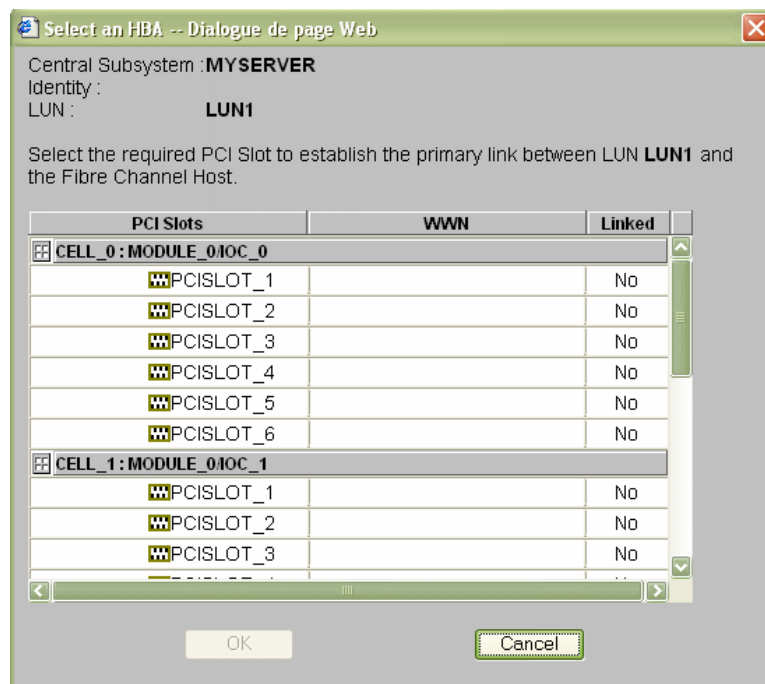 Select an HBA -- Dialogue de page Web
Central Subsystem : MYSERVER
Identity :
LUN : LUN1
Select the required PCI Slot to establish the primary link between LUN LUN1 and
the Fibre Channel Host.
PCI Slots WWN Linked
CELL_0 : MODULE_0/IOC_0
PCISLOT_1 No
PCISLOT_2 No
PCISLOT_3 No
PCISLOT_4 No
PCISLOT_5 No
PCISLOT_6 No
CELL_1 : MODULE_0/IOC_1
PCISLOT_1 No
PCISLOT_2 No
PCISLOT_3 No
OK Cancel